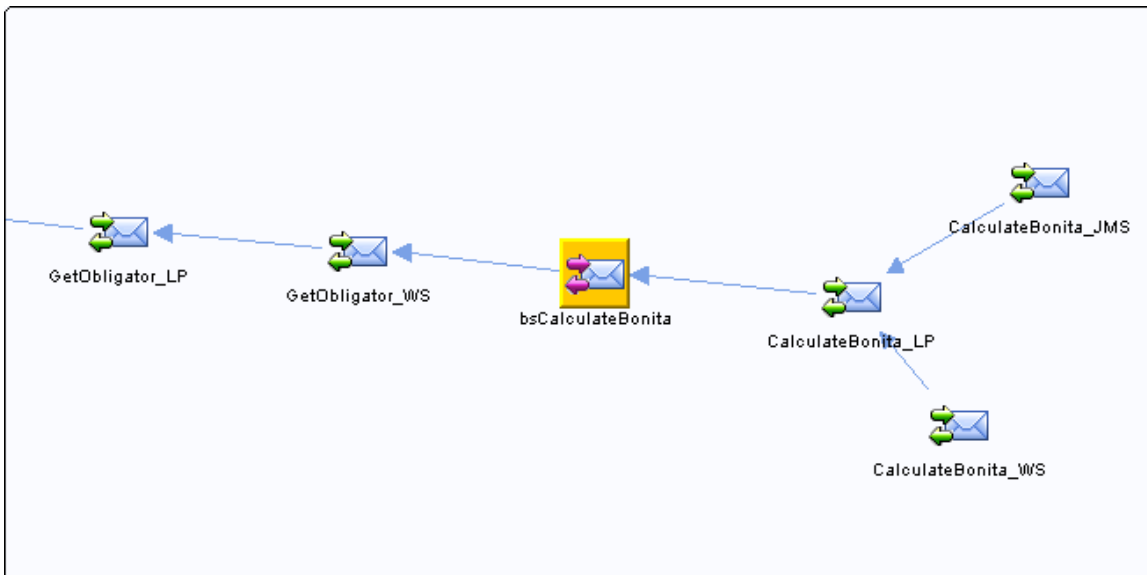 CalculateBonita_JMS
GetObligator_LP
GetObligator_WS
bsCalculateBonita
CalculateBonita_LP
CalculateBonita_WS